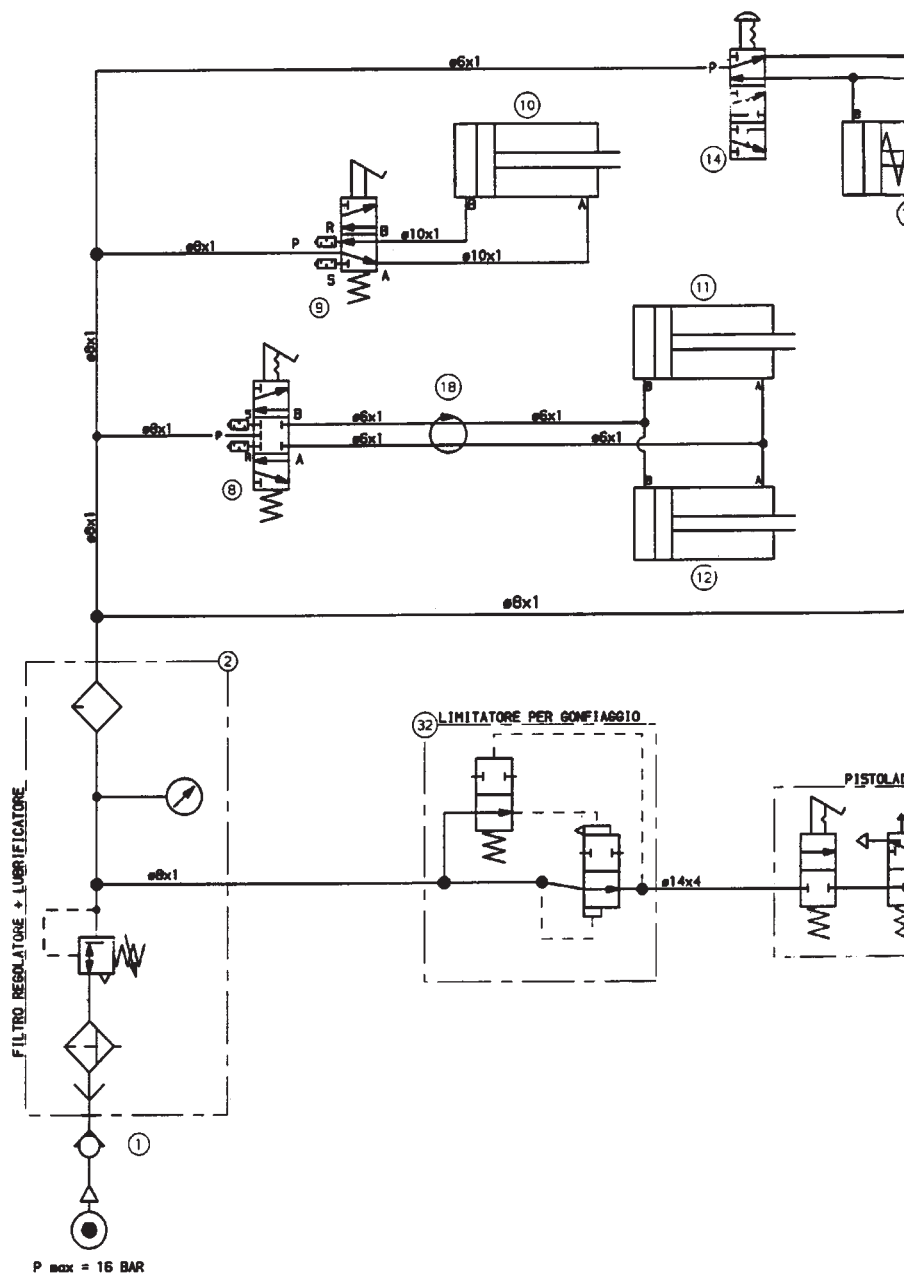 ø6x1
P
14
B
10
B
A
R
B
P
ø10x1
ø8x1
ø10x1
S
A
9
11
ø8x1
B
A
18
S
B
ø6x1
ø6x1
ø8x1
P
ø6x1
ø6x1
R
A
8
B
A
ø8x1
12
ø8x1
2
32
LIMITATORE PER GONFIAGGIO
FILTRO REGOLATORE + LUBRIFICATORE
ø8x1
ø14x4
1
P max = 16 BAR